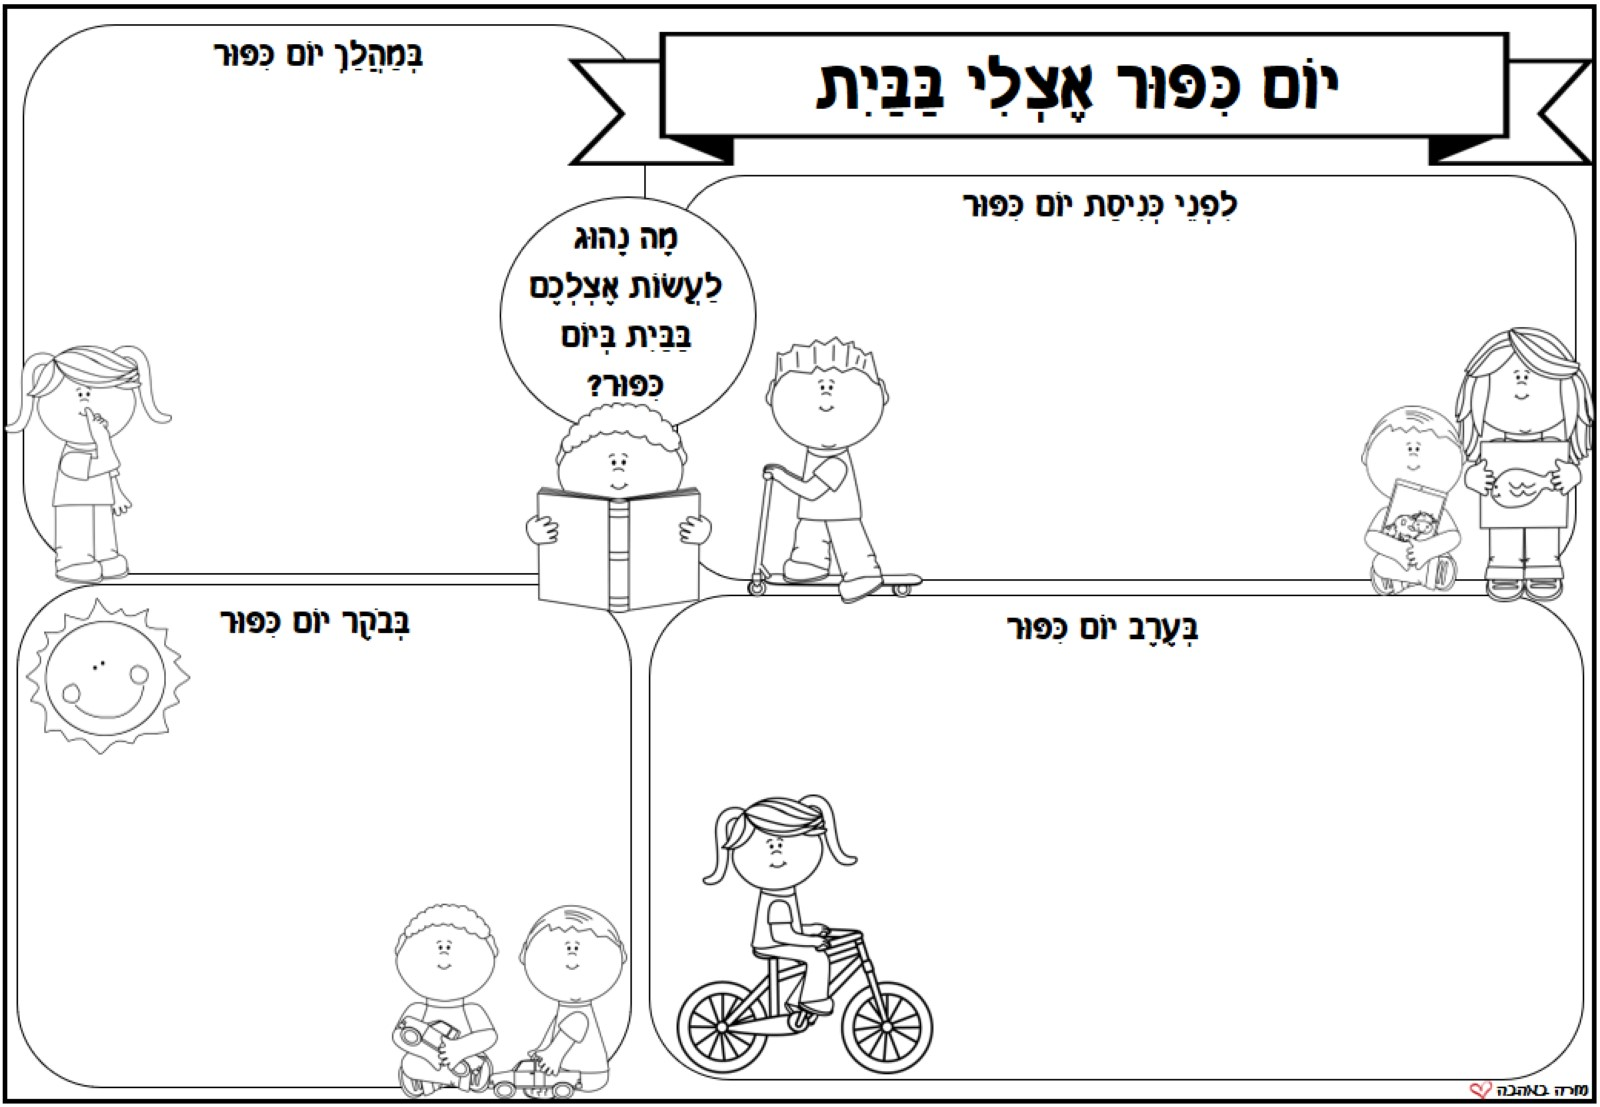 יוֹם כִּפּוּר אֶצְלִי בַּבַּיִת
לִפְנֵי כְּנִיסַת יוֹם כִּפּוּר
בְּמַהֲלַךְ יוֹם כִּפּוּר
מָה נָהוּג
לַעֲשׂוֹת אֶצְלְכֶם
בַּבַּיִת בְּיוֹם
כִּפּוּר?
בְּעֶרֶב יוֹם כִּפּוּר
בְּבֹקֶר יוֹם כִּפּוּר
מורה באהבה